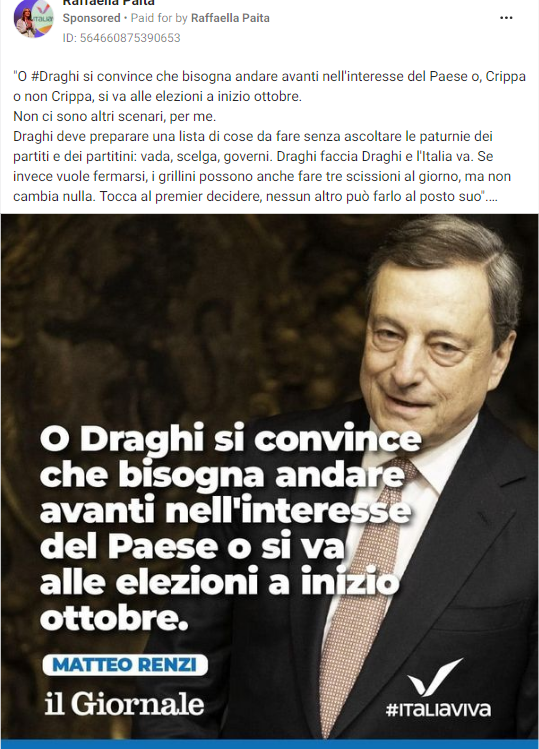 Raffaella Paita
Sponsored • Paid for by Raffaella Paita
ID: 564660875390653
"O #Draghi si convince che bisogna andare avanti nell'interesse del Paese o, Crippa
o non Crippa, si va alle elezioni a inizio ottobre.
Non ci sono altri scenari, per me.
Draghi deve preparare una lista di cose da fare senza ascoltare le paturnie dei
partiti e dei partitini: vada, scelga, governi. Draghi faccia Draghi e l'Italia va. Se
invece vuole fermarsi, i grillini possono anche fare tre scissioni al giorno, ma non
cambia nulla. Tocca al premier decidere, nessun altro può farlo al posto suo"....
O Draghi si convince
che bisogna andare
avanti nell'interesse
del Paese o si va
alle elezioni a inizio
ottobre.
MATTEO RENZI
il Giornale
#ITALIAVIVA